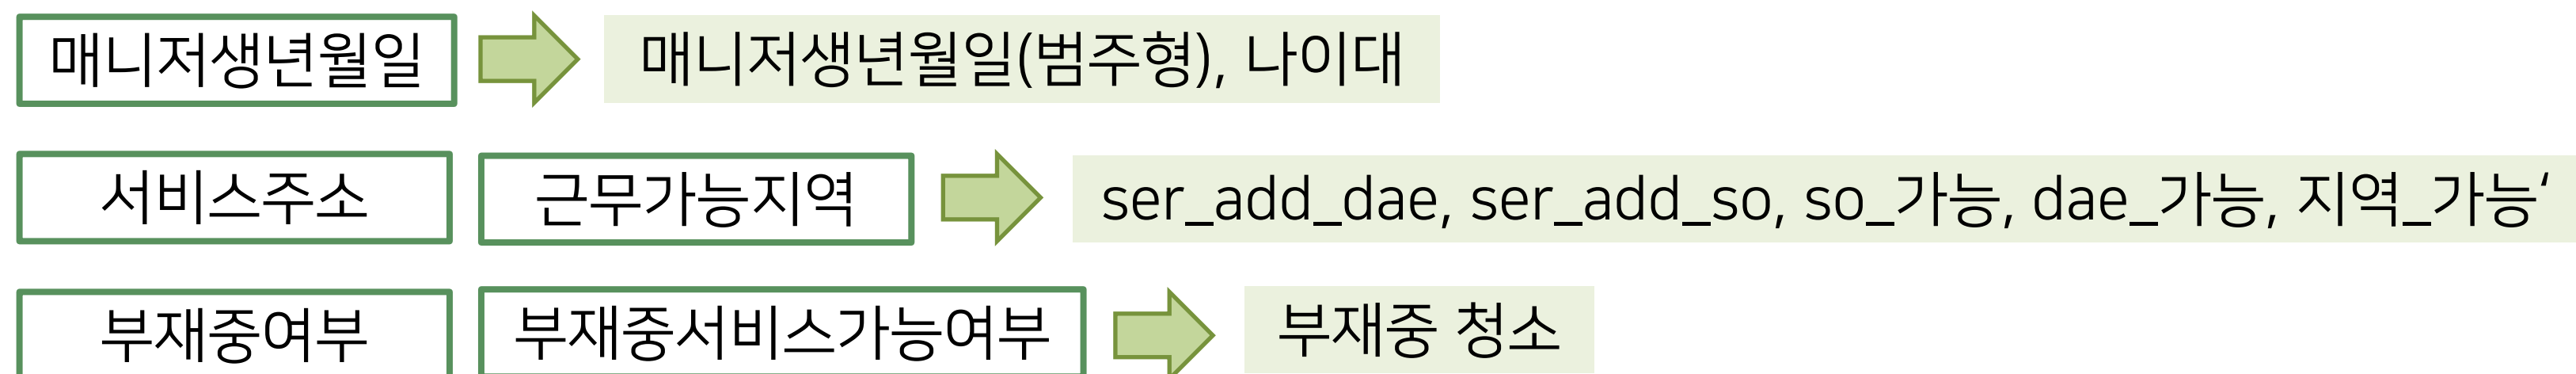 매니저생년월일 매니저생년월일(범주형), 나이대
서비스주소 근무가능지역 ser_add_dae, ser_add_so, so_가능, dae_가능, 지역_가능‘
부재중여부 부재중서비스가능여부 부재중 청소